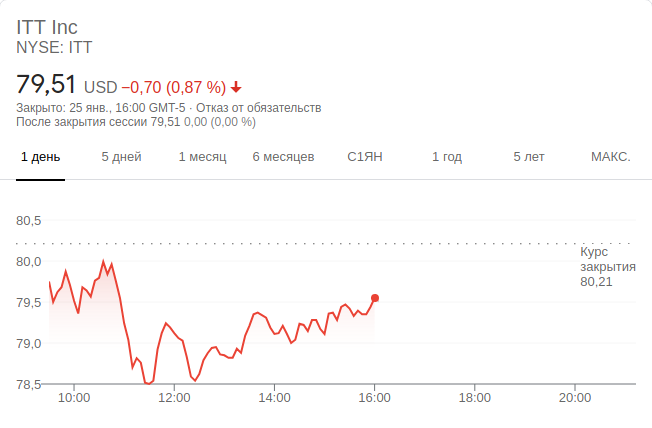 ITT Inc
NYSE: ITT
79,51 USD −0,70 (0,87 %)
Закрыто: 25 янв., 16:00 GMT-5 · Отказ от обязательств
После закрытия сессии 79,51 0,00 (0,00 %)
1 день 5 дней 1 месяц 6 месяцев С1ЯН 1 год 5 лет МАКС.
80,5
80,0
79,5
79,0
78,5
Курс
закрытия
80,21
10:00 12:00 14:00 16:00 18:00 20:00